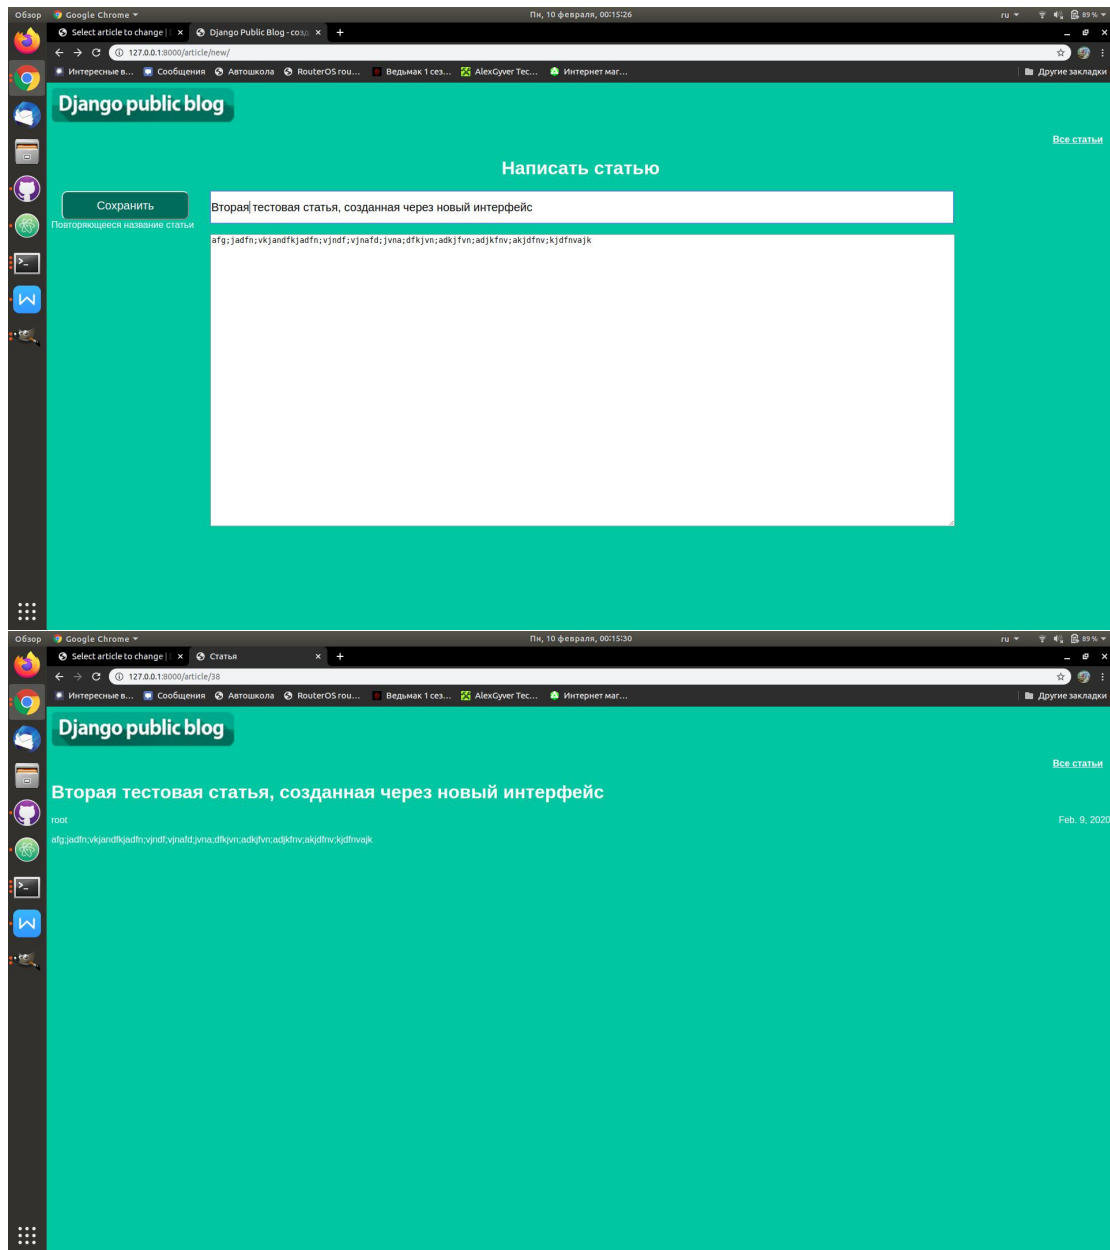 Обзор Google Chrome Пн, 10 февраля, 00:15:26 ru 89 %
Select article to change | Django Public Blog - созд
127.0.0.1:8000/article/new/
Интересные в... Сообщения Автошкола RouterOS rou... Ведьмак 1 сез... AlexGyver Tec... Интернет маг... Другие закладки
Django public blog
Все статьи
Написать статью
Сохранить
Вторая тестовая статья, созданная через новый интерфейс
Повторяющееся название статьи
afg;jadfn;vkjandfkjadfn;vjndf;vjnafd;jvna;dfkjvn;adkjfvn;adjkfnv;akjdfnv;kjdfnvajk
Обзор Google Chrome Пн, 10 февраля, 00:15:30 ru 89 %
Select article to change | Статья
127.0.0.1:8000/article/38
Интересные в... Сообщения Автошкола RouterOS rou... Ведьмак 1 сез... AlexGyver Tec... Интернет маг... Другие закладки
Django public blog
Все статьи
Вторая тестовая статья, созданная через новый интерфейс
root Feb. 9, 2020
afg;jadfn;vkjandfkjadfn;vjndf;vjnafd;jvna;dfkjvn;adkjfvn;adjkfnv;akjdfnv;kjdfnvajk